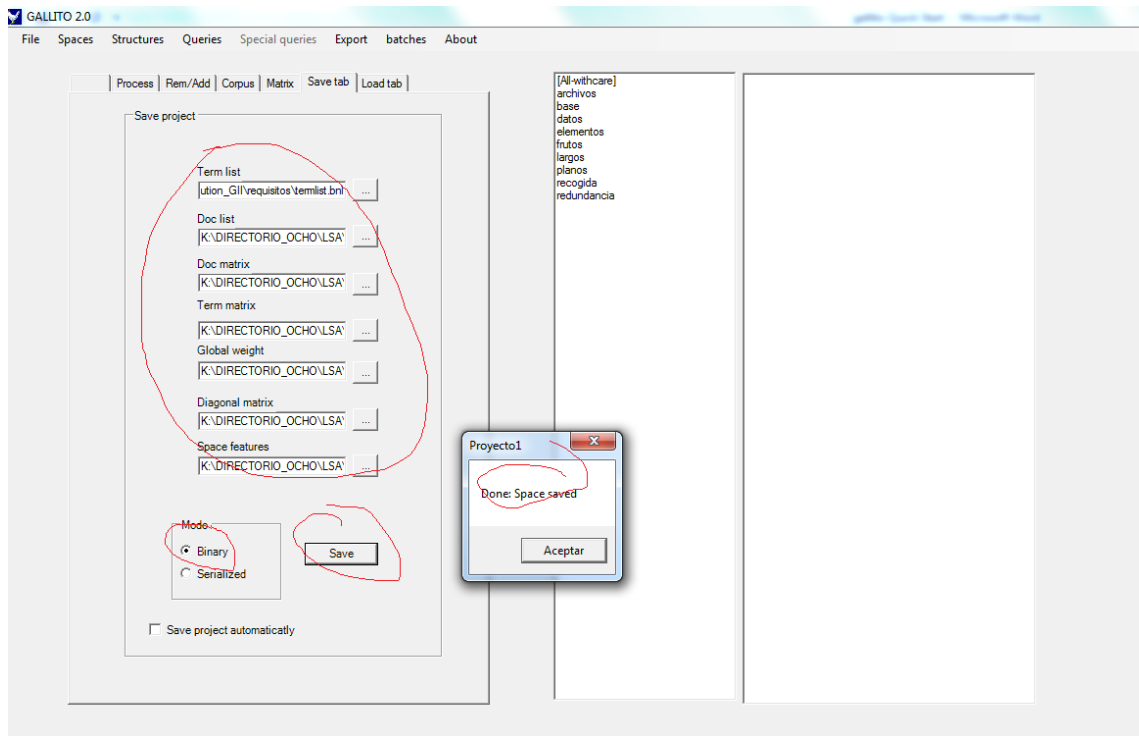 GALLITO 2.0
File Spaces Structures Queries Special queries Export batches About
Process Rem/Add Corpus Matrix Save tab Load tab
Save project
Term list
ution_GII\requisitos\termlist.bnl ...
Doc list
K:\DIRECTORIO_OCHO\LSA\ ...
Doc matrix
K:\DIRECTORIO_OCHO\LSA\ ...
Term matrix
K:\DIRECTORIO_OCHO\LSA\ ...
Global weight
K:\DIRECTORIO_OCHO\LSA\ ...
Diagonal matrix
K:\DIRECTORIO_OCHO\LSA\ ...
Space features
K:\DIRECTORIO_OCHO\LSA\ ...
Modo
Binary
Serialized
Save
Save project automaticatly
[All-withcare]
archivos
base
datos
elementos
frutos
largos
planos
recogida
redundancia
Proyecto1
Done: Space saved
Aceptar